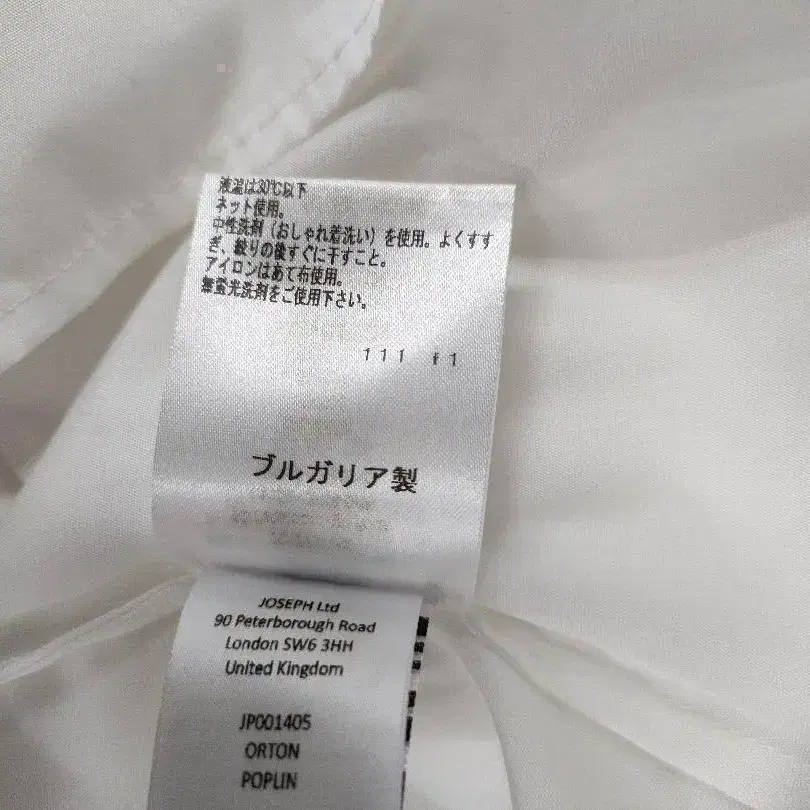 液温は30℃以下
ネット使用。
中性洗剤（おしゃれ着洗い）を使用。よくすす
ぎ、絞りの後すぐに干すこと。
アイロンはあて布使用。
無蛍光洗剤をご使用下さい。
111 f1
ブルガリア製
JOSEPH Ltd
90 Peterborough Road
London SW6 3HH
United Kingdom
JP001405
ORTON
POPLIN